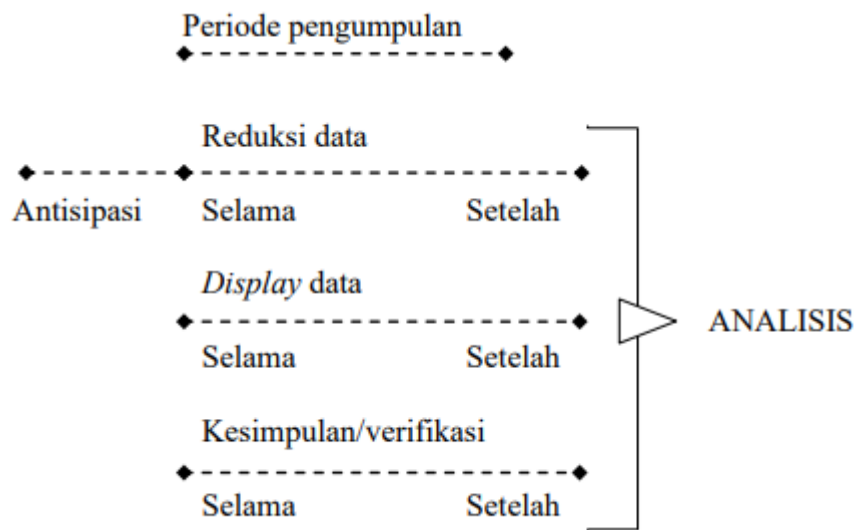 Periode pengumpulan
Reduksi data
Antisipasi Selama Setelah
Display data
Selama Setelah
ANALISIS
Kesimpulan/verifikasi
Selama Setelah